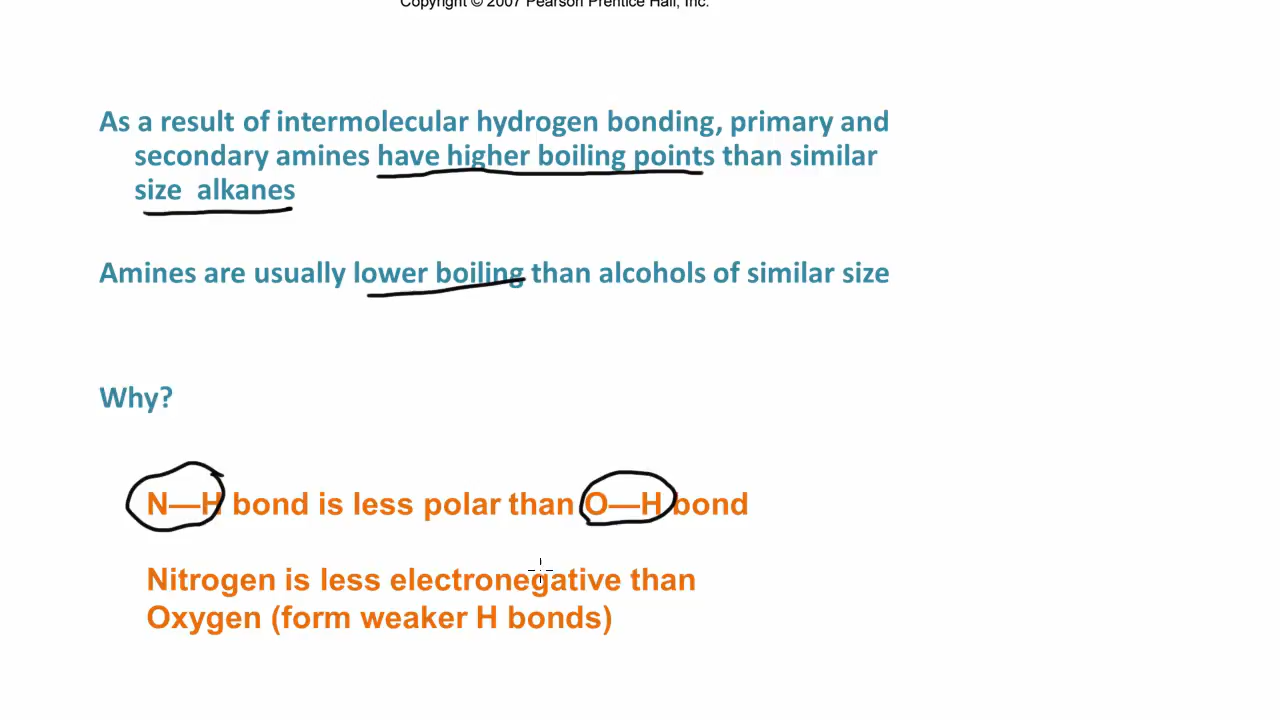 Copyright © 2007 Pearson Prentice Hall, Inc.
As a result of intermolecular hydrogen bonding, primary and
secondary amines have higher boiling points than similar
size alkanes
Amines are usually lower boiling than alcohols of similar size
Why?
N—H bond is less polar than O—H bond
Nitrogen is less electronegative than
Oxygen (form weaker H bonds)